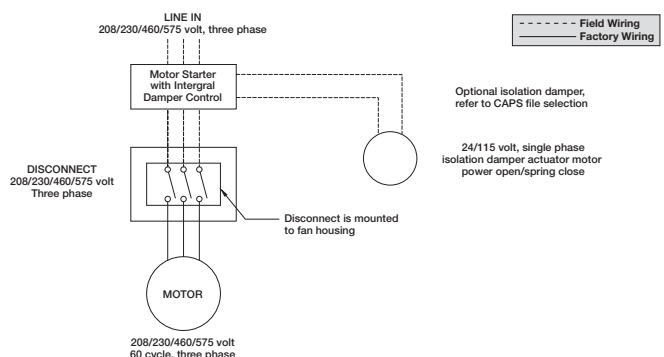 LINE IN
208/230/460/575 volt, three phase
Field Wiring
Factory Wiring
Motor Starter
with Intergral
Damper Control
Optional isolation damper,
refer to CAPS file selection
24/115 volt, single phase
isolation damper actuator motor
power open/spring close
DISCONNECT
208/230/460/575 volt
Three phase
Disconnect is mounted
to fan housing
MOTOR
208/230/460/575 volt
60 cycle, three phase